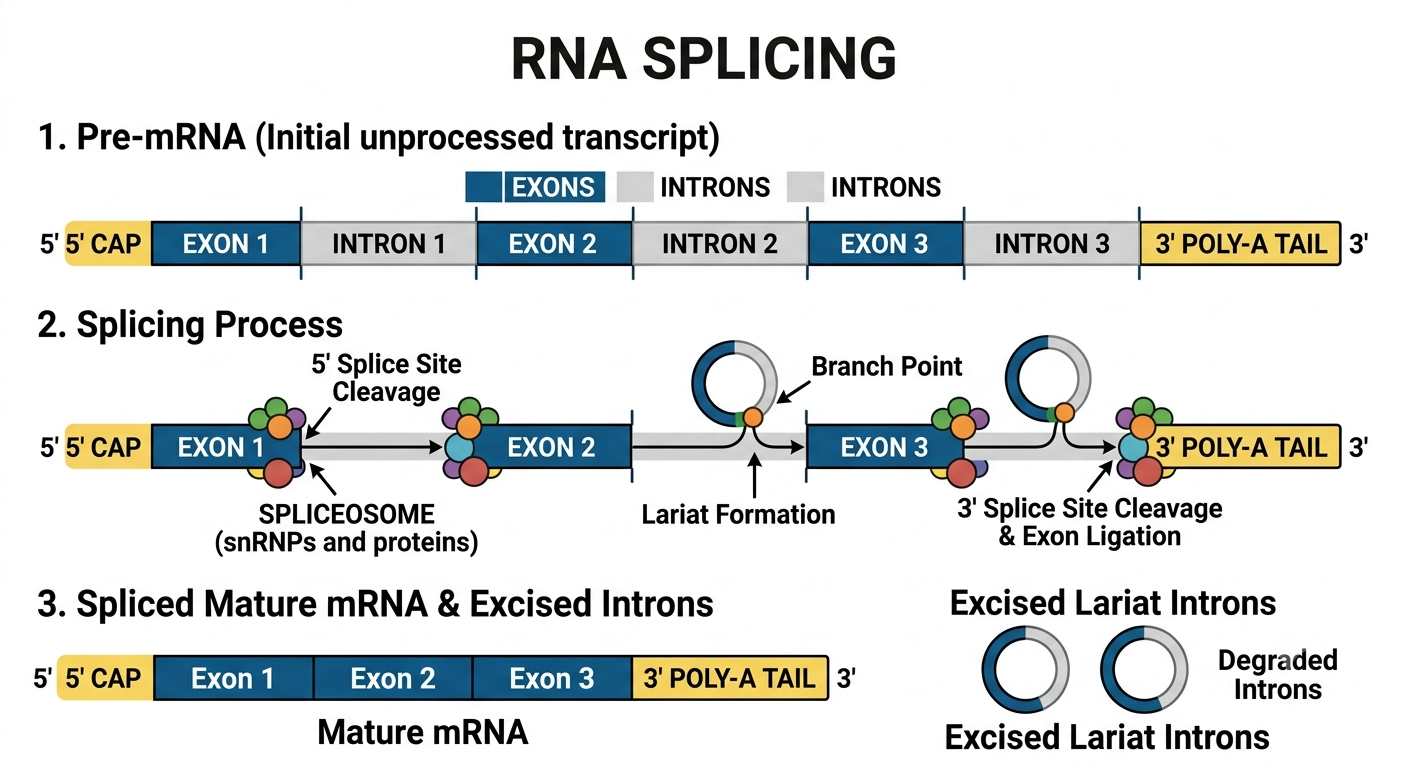 RNA SPLICING
1. Pre-mRNA (Initial unprocessed transcript)
EXONS INTRONS INTRONS
5' 5' CAP EXON 1 INTRON 1 EXON 2 INTRON 2 EXON 3 INTRON 3 3' POLY-A TAIL 3'
2. Splicing Process
5' Splice Site
Cleavage
Branch Point
5' 5' CAP EXON 1 EXON 2 EXON 3 3' POLY-A TAIL 3'
SPLICEOSOME
(snRNPs and proteins)
Lariat Formation
3' Splice Site Cleavage
& Exon Ligation
3. Spliced Mature mRNA & Excised Introns
5' 5' CAP Exon 1 Exon 2 Exon 3 3' POLY-A TAIL 3'
Mature mRNA
Excised Lariat Introns
Degraded
Introns
Excised Lariat Introns